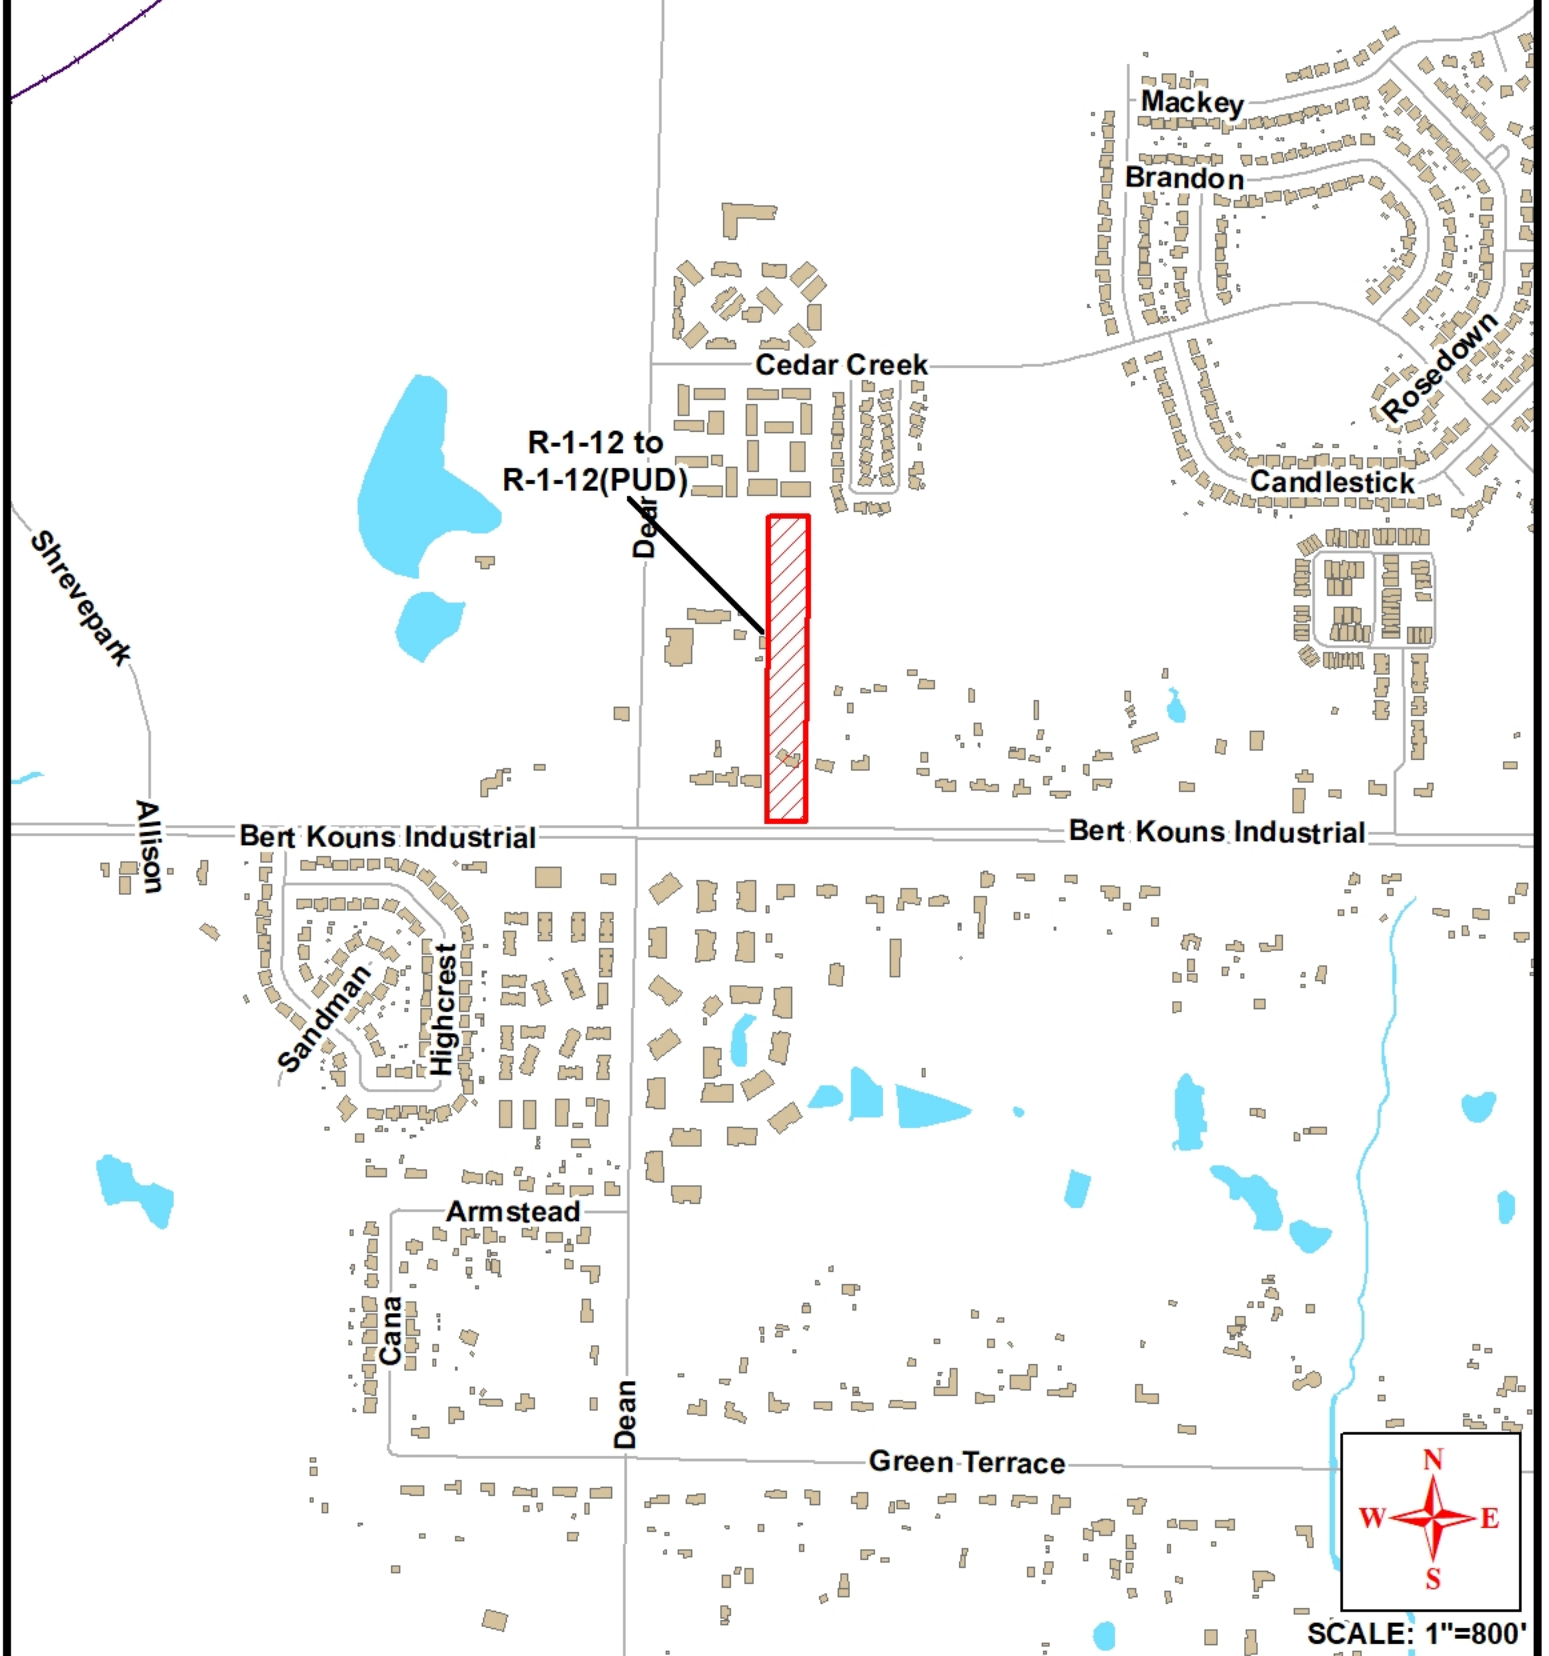 Mackey
Brandon
Rosedown
Cedar Creek
R-1-12 to
R-1-12(PUD)
Candlestick
Dean
Shrevepark
Allison
Bert Kouns Industrial
Bert Kouns Industrial
Sandman
Highcrest
Armstead
Cana
Dean
Green Terrace
N
W
E
S
SCALE: 1"=800'